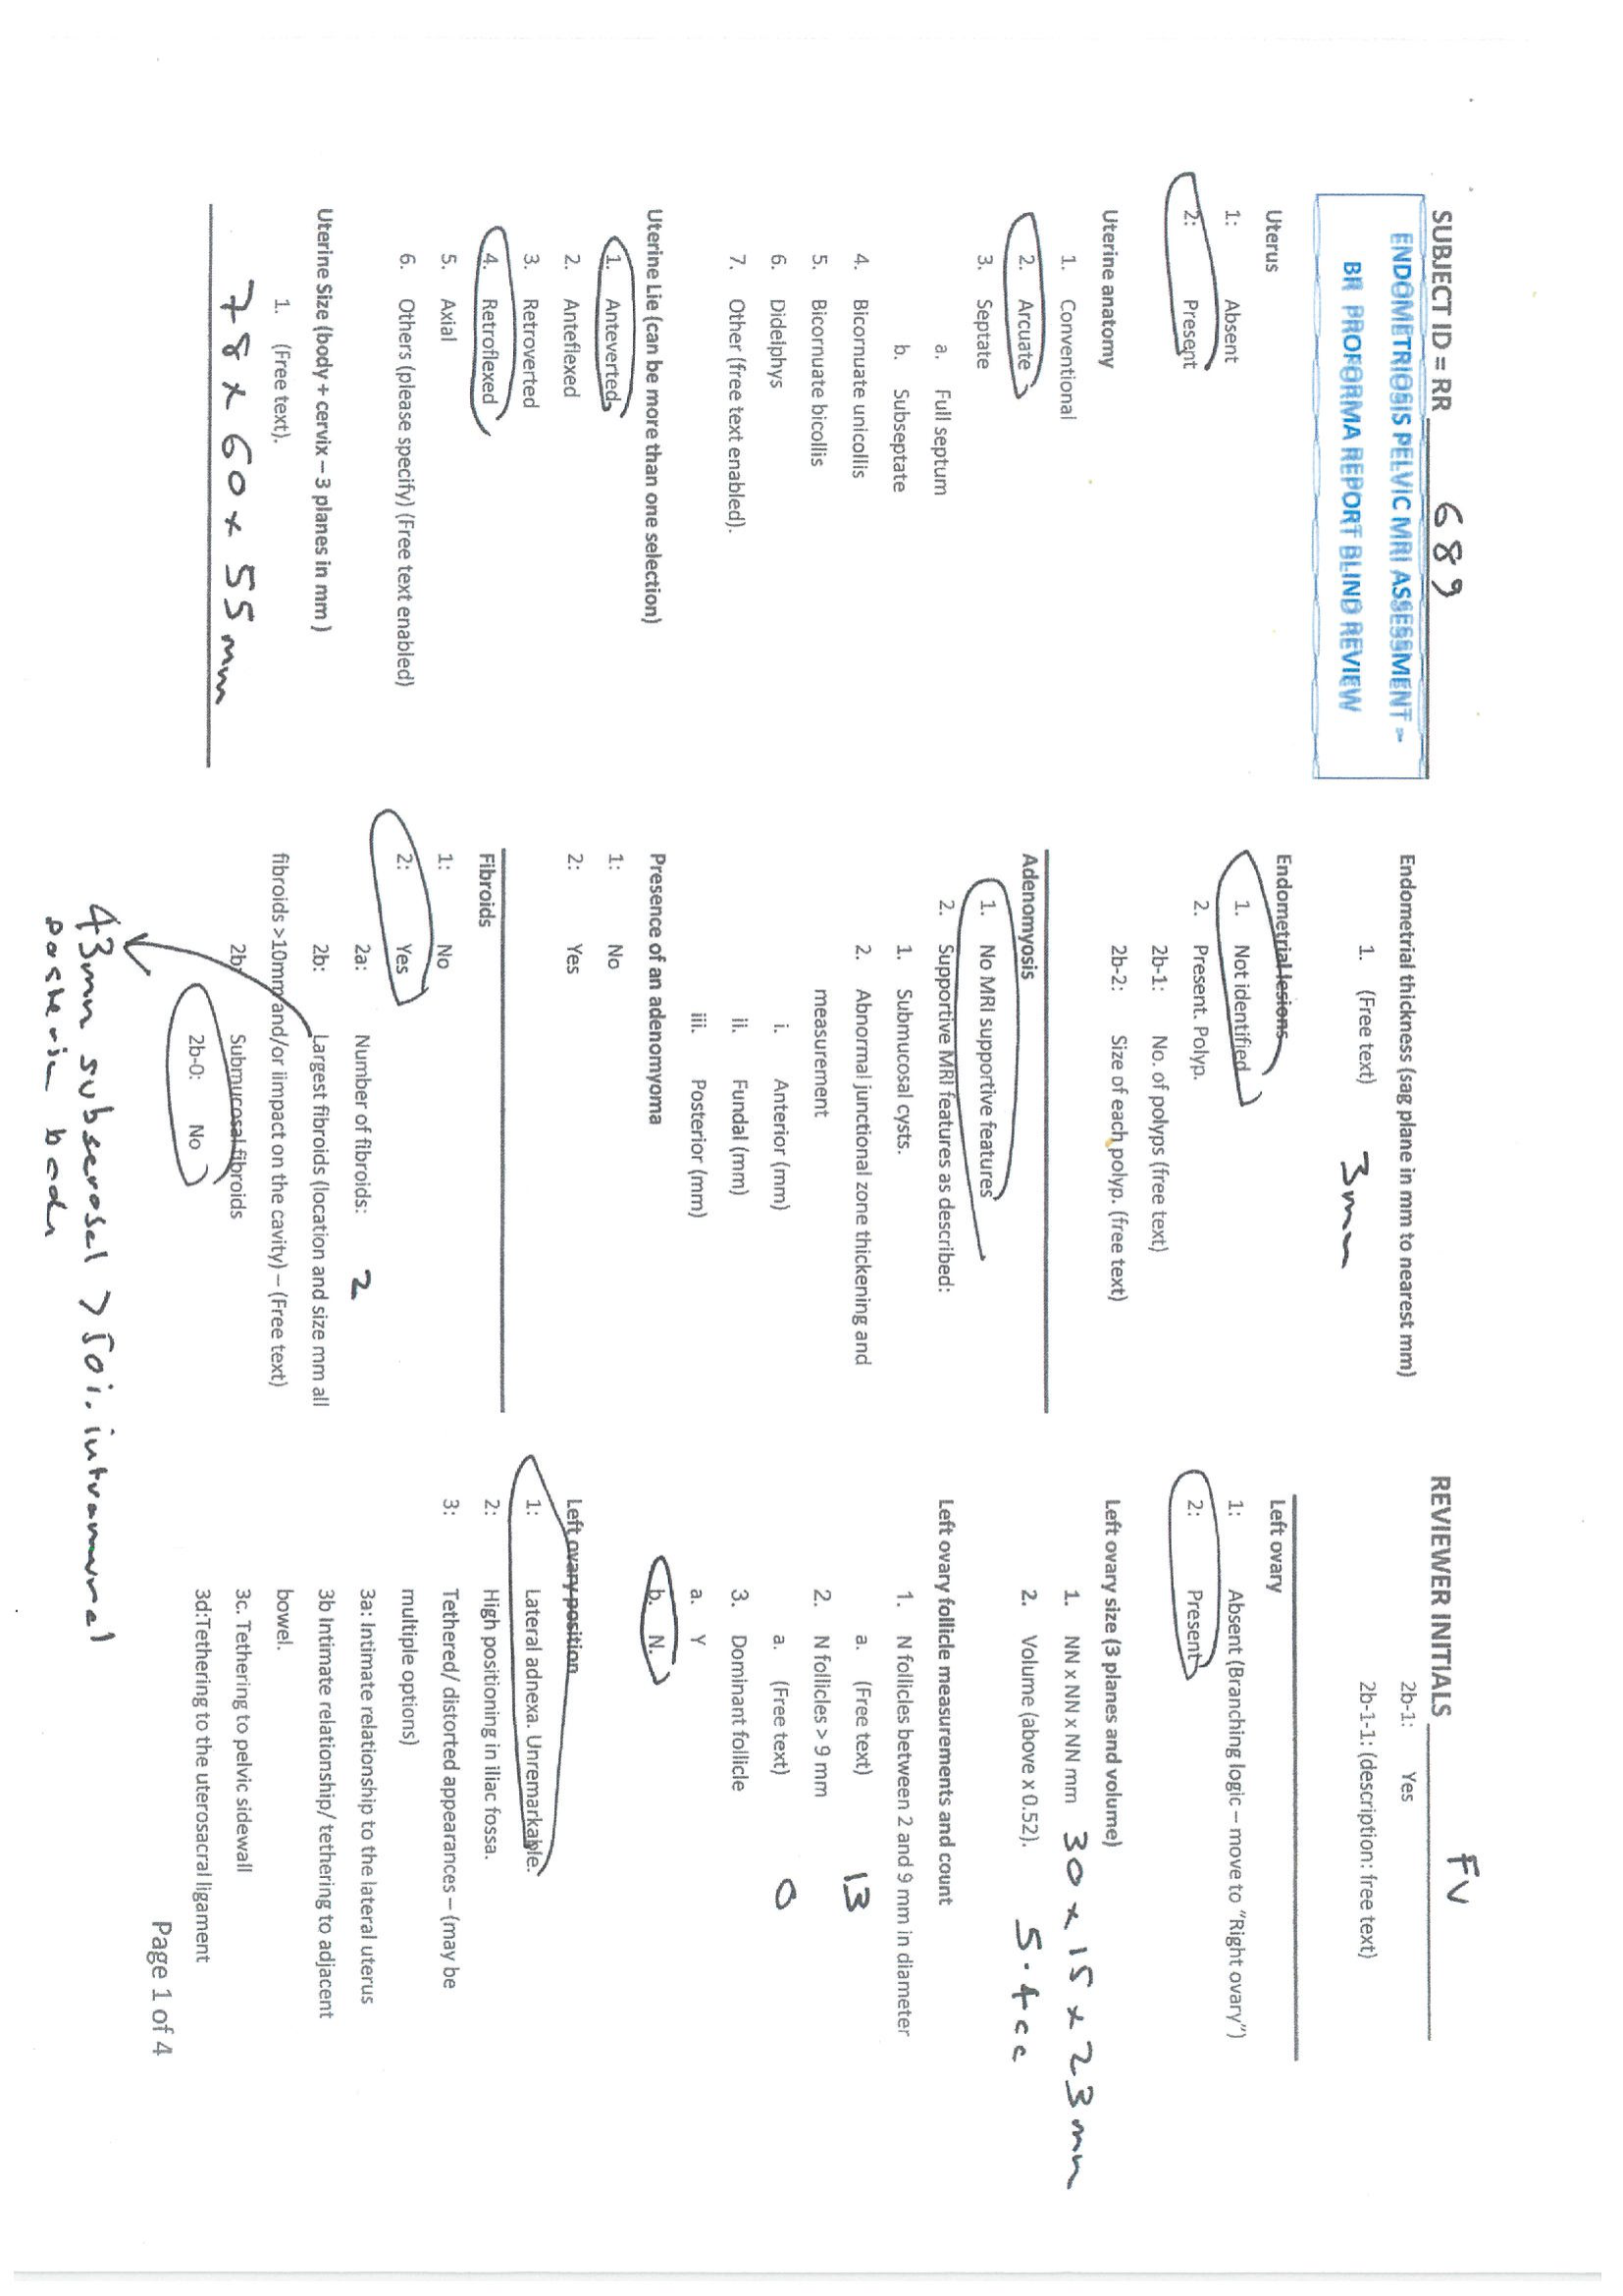 SUBJECT ID = RR 689
ENDOMETRIOSIS PELVIC MRI ASSESSMENT -
BR PROFORMA REPORT BLIND REVIEW
Uterus
1: Absent
2: Present
Uterine anatomy
1. Conventional
2. Arcuate
3. Septate
a. Full septum
b. Subseptate
4. Bicornuate unicollis
5. Bicornuate bicollis
6. Didelphys
7. Other (free text enabled).
Uterine Lie (can be more than one selection)
1. Anteverted
2. Anteflexed
3. Retroverted
4. Retroflexed
5. Axial
6. Others (please specify) (Free text enabled)
Uterine Size (body + cervix – 3 planes in mm )
1. (Free text).
78 x 60 x 55 mm
Endometrial thickness (sag plane in mm to nearest mm)
1. (Free text) 3mm
Endometrial lesions
1. Not identified
2. Present. Polyp.
2b-1: No. of polyps (free text)
2b-2: Size of each polyp. (free text)
Adenomyosis
1. No MRI supportive features
2. Supportive MRI features as described:
1. Submucosal cysts.
2. Abnormal junctional zone thickening and
measurement
i. Anterior (mm)
ii. Fundal (mm)
iii. Posterior (mm)
Presence of an adenomyoma
1: No
2: Yes
Fibroids
1: No
2: Yes
2a: Number of fibroids: 2
2b: Largest fibroids (location and size mm all
fibroids >10mm and/or iimpact on the cavity) – (Free text)
2b: Submucosal fibroids
2b-0: No
43mm subserosal > 50%. intramural
posterior body
REVIEWER INITIALS FV
2b-1: Yes
2b-1-1: (description: free text)
Left ovary
1: Absent (Branching logic – move to "Right ovary")
2: Present
Left ovary size (3 planes and volume)
1. NN x NN x NN mm 30 x 15 x 23 mm
2. Volume (above x 0.52). 5.4cc
Left ovary follicle measurements and count
1. N follicles between 2 and 9 mm in diameter
a. (Free text) 13
2. N follicles > 9 mm
a. (Free text) 0
3. Dominant follicle
a. Y
b. N.
Left ovary position
1: Lateral adnexa. Unremarkable.
2: High positioning in iliac fossa.
3: Tethered/ distorted appearances – (may be
multiple options)
3a: Intimate relationship to the lateral uterus
3b Intimate relationship/ tethering to adjacent
bowel.
3c. Tethering to pelvic sidewall
3d:Tethering to the uterosacral ligament
Page 1 of 4